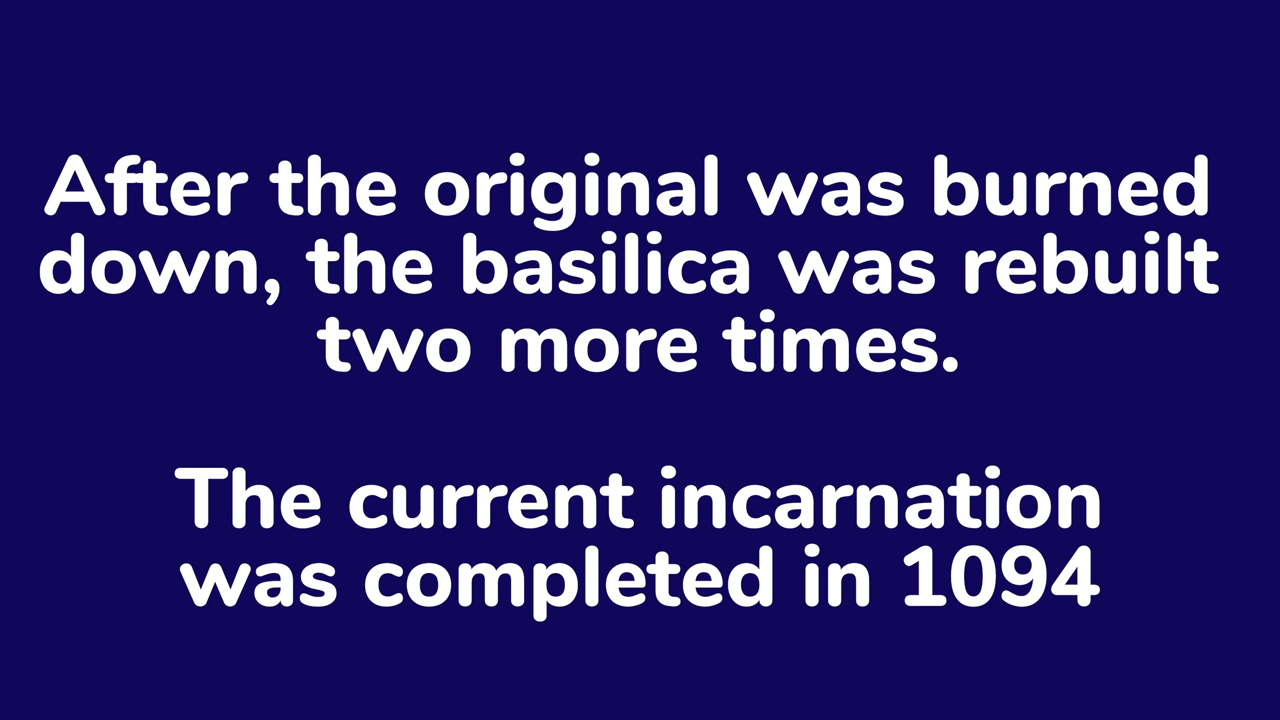 After the original was burned
down, the basilica was rebuilt
two more times.
The current incarnation
was completed in 1094